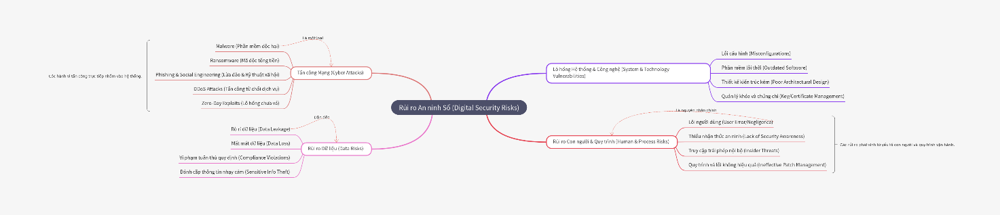 Rủi ro An ninh Số (Digital Security Risks)
Tấn công Mạng (Cyber Attacks)
Là một loại
Malware (Phần mềm độc hại)
Ransomware (Mã độc tống tiền)
Phishing & Social Engineering (Lừa đảo & Kỹ thuật xã hội)
DDoS Attacks (Tấn công từ chối dịch vụ)
Zero-Day Exploits (Lỗ hổng chưa vá)
Các hành vi tấn công trực tiếp nhắm vào hệ thống.
Rủi ro Dữ liệu (Data Risks)
Dẫn đến
Rò rỉ dữ liệu (Data Leakage)
Mất mát dữ liệu (Data Loss)
Vi phạm tuân thủ quy định (Compliance Violations)
Đánh cắp thông tin nhạy cảm (Sensitive Info Theft)
Lỗ hổng Hệ thống & Công nghệ (System & Technology
Vulnerabilities)
Lỗi cấu hình (Misconfigurations)
Phần mềm lỗi thời (Outdated Software)
Thiết kế kiến trúc kém (Poor Architectural Design)
Quản lý khóa và chứng chỉ (Key/Certificate Management)
Rủi ro Con người & Quy trình (Human & Process Risks)
Là nguyên nhân chính
Lỗi người dùng (User Error/Negligence)
Thiếu nhận thức an ninh (Lack of Security Awareness)
Truy cập trái phép nội bộ (Insider Threats)
Quy trình vá lỗi không hiệu quả (Ineffective Patch Management)
Các rủi ro phát sinh từ yếu tố con người và quy trình vận hành.